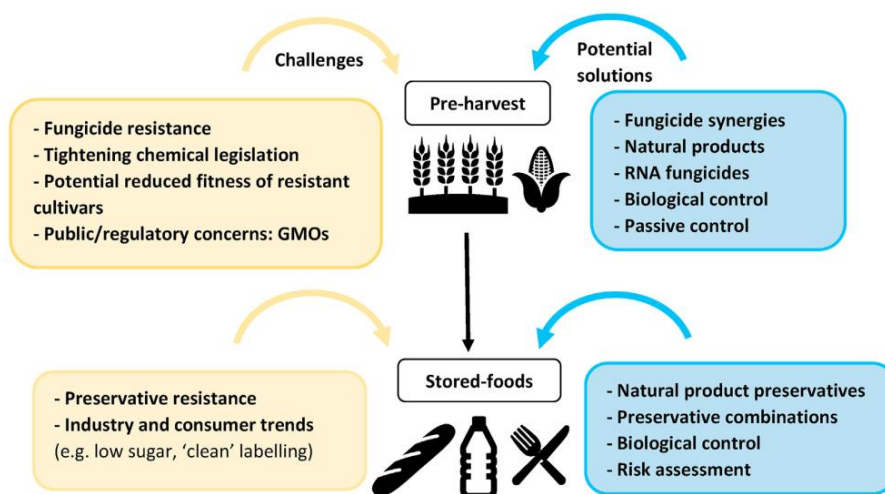 Challenges
Potential
solutions
Pre-harvest
- Fungicide resistance
- Tightening chemical legislation
- Potential reduced fitness of resistant
cultivars
- Public/regulatory concerns: GMOs
- Fungicide synergies
- Natural products
- RNA fungicides
- Biological control
- Passive control
Stored-foods
- Preservative resistance
- Industry and consumer trends
(e.g. low sugar, ‘clean’ labelling)
- Natural product preservatives
- Preservative combinations
- Biological control
- Risk assessment